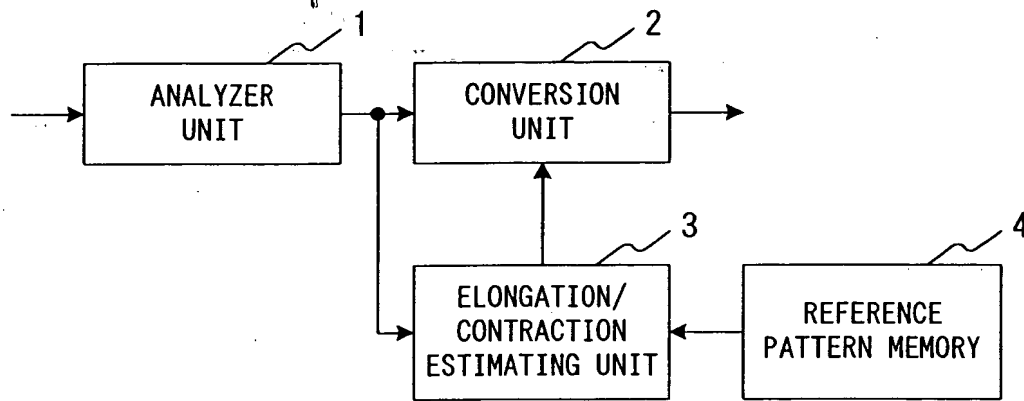 1
ANALYZER
UNIT
2
CONVERSION
UNIT
3
ELONGATION/
CONTRACTION
ESTIMATING UNIT
4
REFERENCE
PATTERN MEMORY